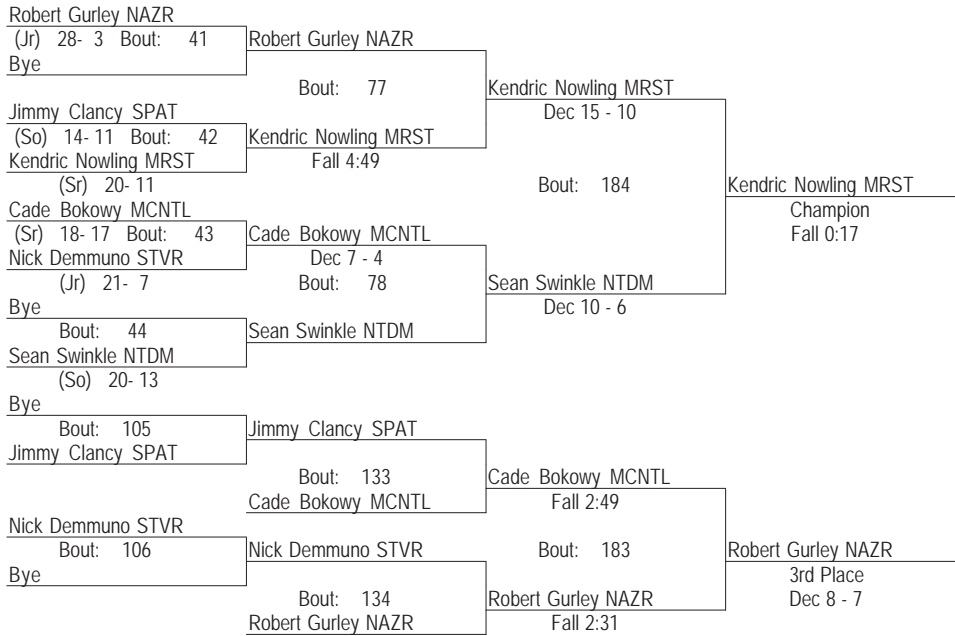 Robert Gurley NAZR
(Jr) 28- 3 Bout: 41
Robert Gurley NAZR
Bye
Bout: 77
Kendric Nowling MRST
Jimmy Clancy SPAT
Dec 15 - 10
(So) 14- 11 Bout: 42
Kendric Nowling MRST
Kendric Nowling MRST
Fall 4:49
(Sr) 20- 11
Bout: 184
Kendric Nowling MRST
Cade Bokowy MCNTL
Champion
(Sr) 18- 17 Bout: 43
Cade Bokowy MCNTL
Fall 0:17
Nick Demmuno STVR
Dec 7 - 4
(Jr) 21- 7
Bout: 78
Sean Swinkle NTDM
Bye
Dec 10 - 6
Bout: 44
Sean Swinkle NTDM
Sean Swinkle NTDM
(So) 20- 13
Bye
Bout: 105
Jimmy Clancy SPAT
Jimmy Clancy SPAT
Bout: 133
Cade Bokowy MCNTL
Cade Bokowy MCNTL
Fall 2:49
Nick Demmuno STVR
Bout: 106
Nick Demmuno STVR
Bout: 183
Robert Gurley NAZR
Bye
3rd Place
Bout: 134
Robert Gurley NAZR
Dec 8 - 7
Robert Gurley NAZR
Fall 2:31